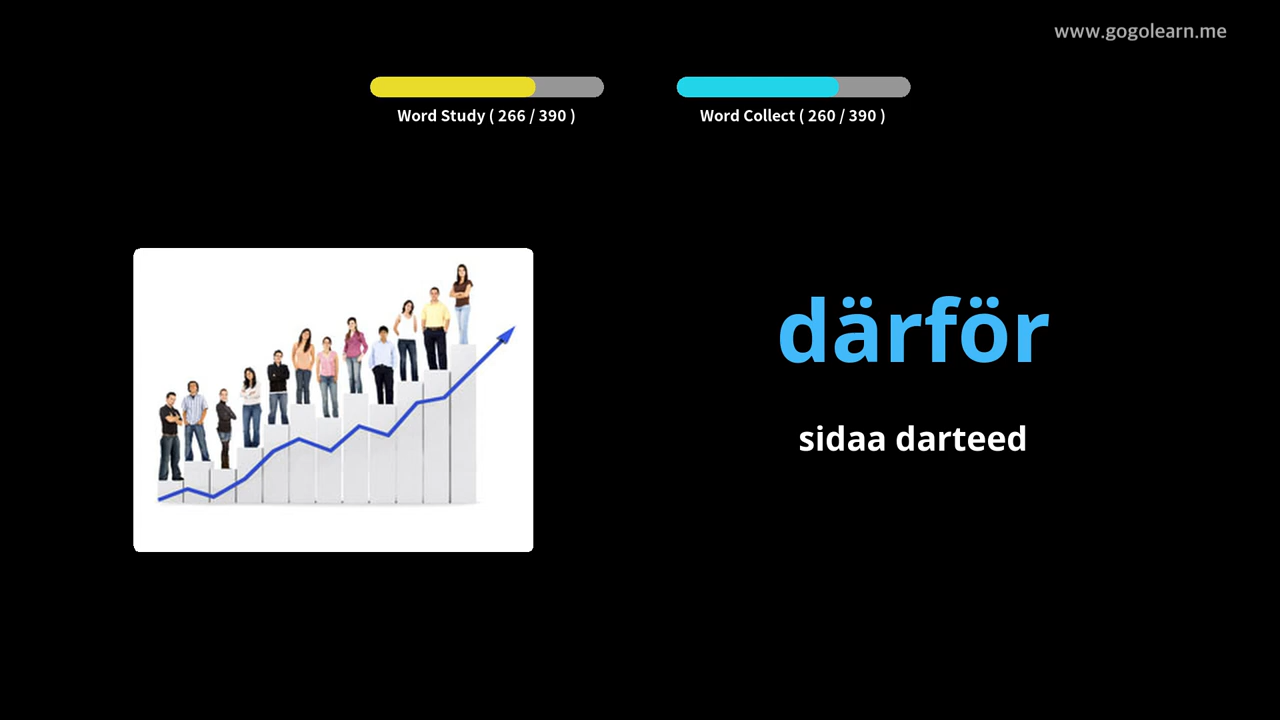 www.gogolearn.me
Word Study ( 266 / 390 )
Word Collect ( 260 / 390 )
därför
sidaa darteed